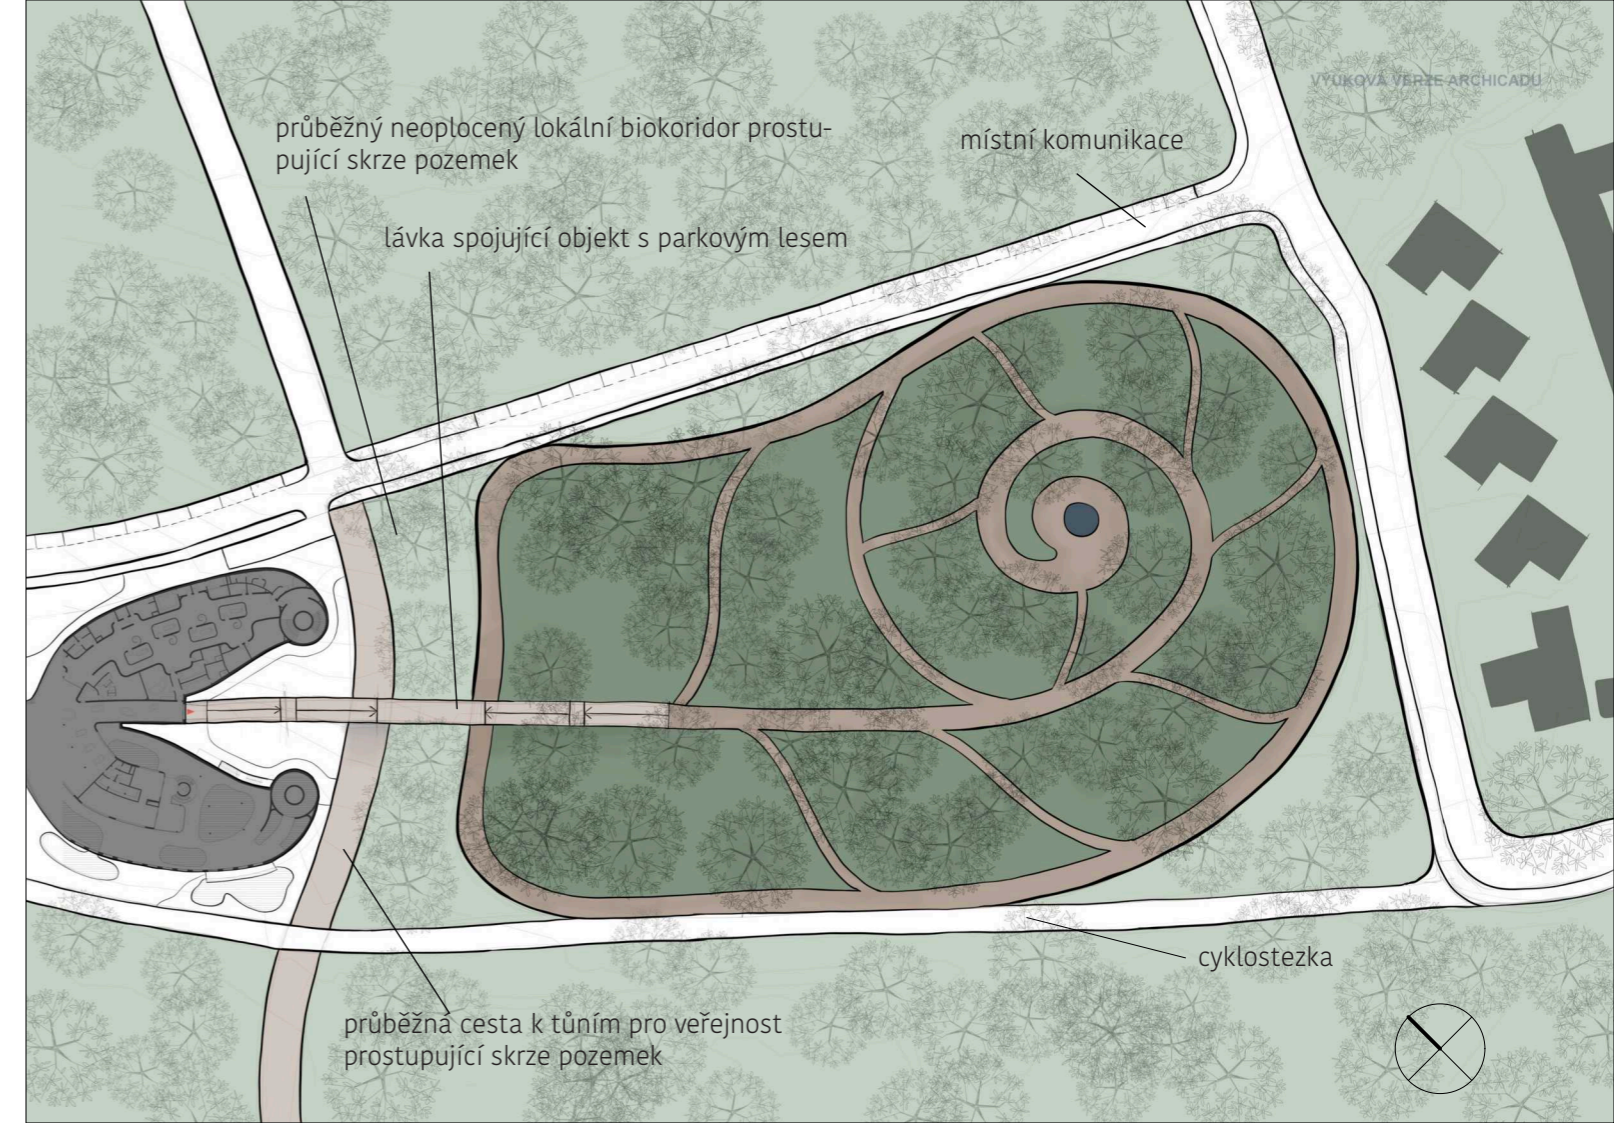 VÝUKOVÁ VERZE ARCHICADU
průběžný neoplocený lokální biokoridor prostu-
pující skrze pozemek
místní komunikace
lávka spojující objekt s parkovým lesem
cyklostezka
průběžná cesta k tůním pro veřejnost
prostupující skrze pozemek